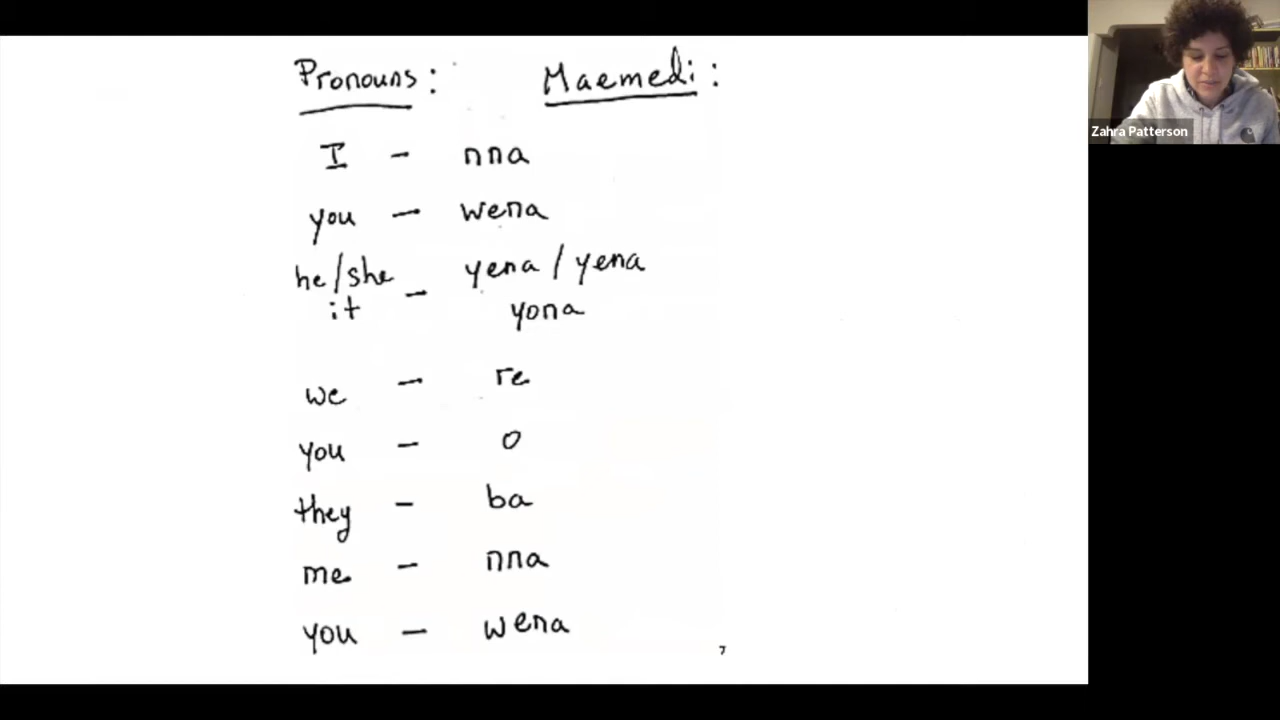 Pronouns: Maemedi:
I - nna
you - wena
he/she - yena / yena
it yona
we - re
you - o
they - ba
me - nna
you - wena
7
Zahra Patterson